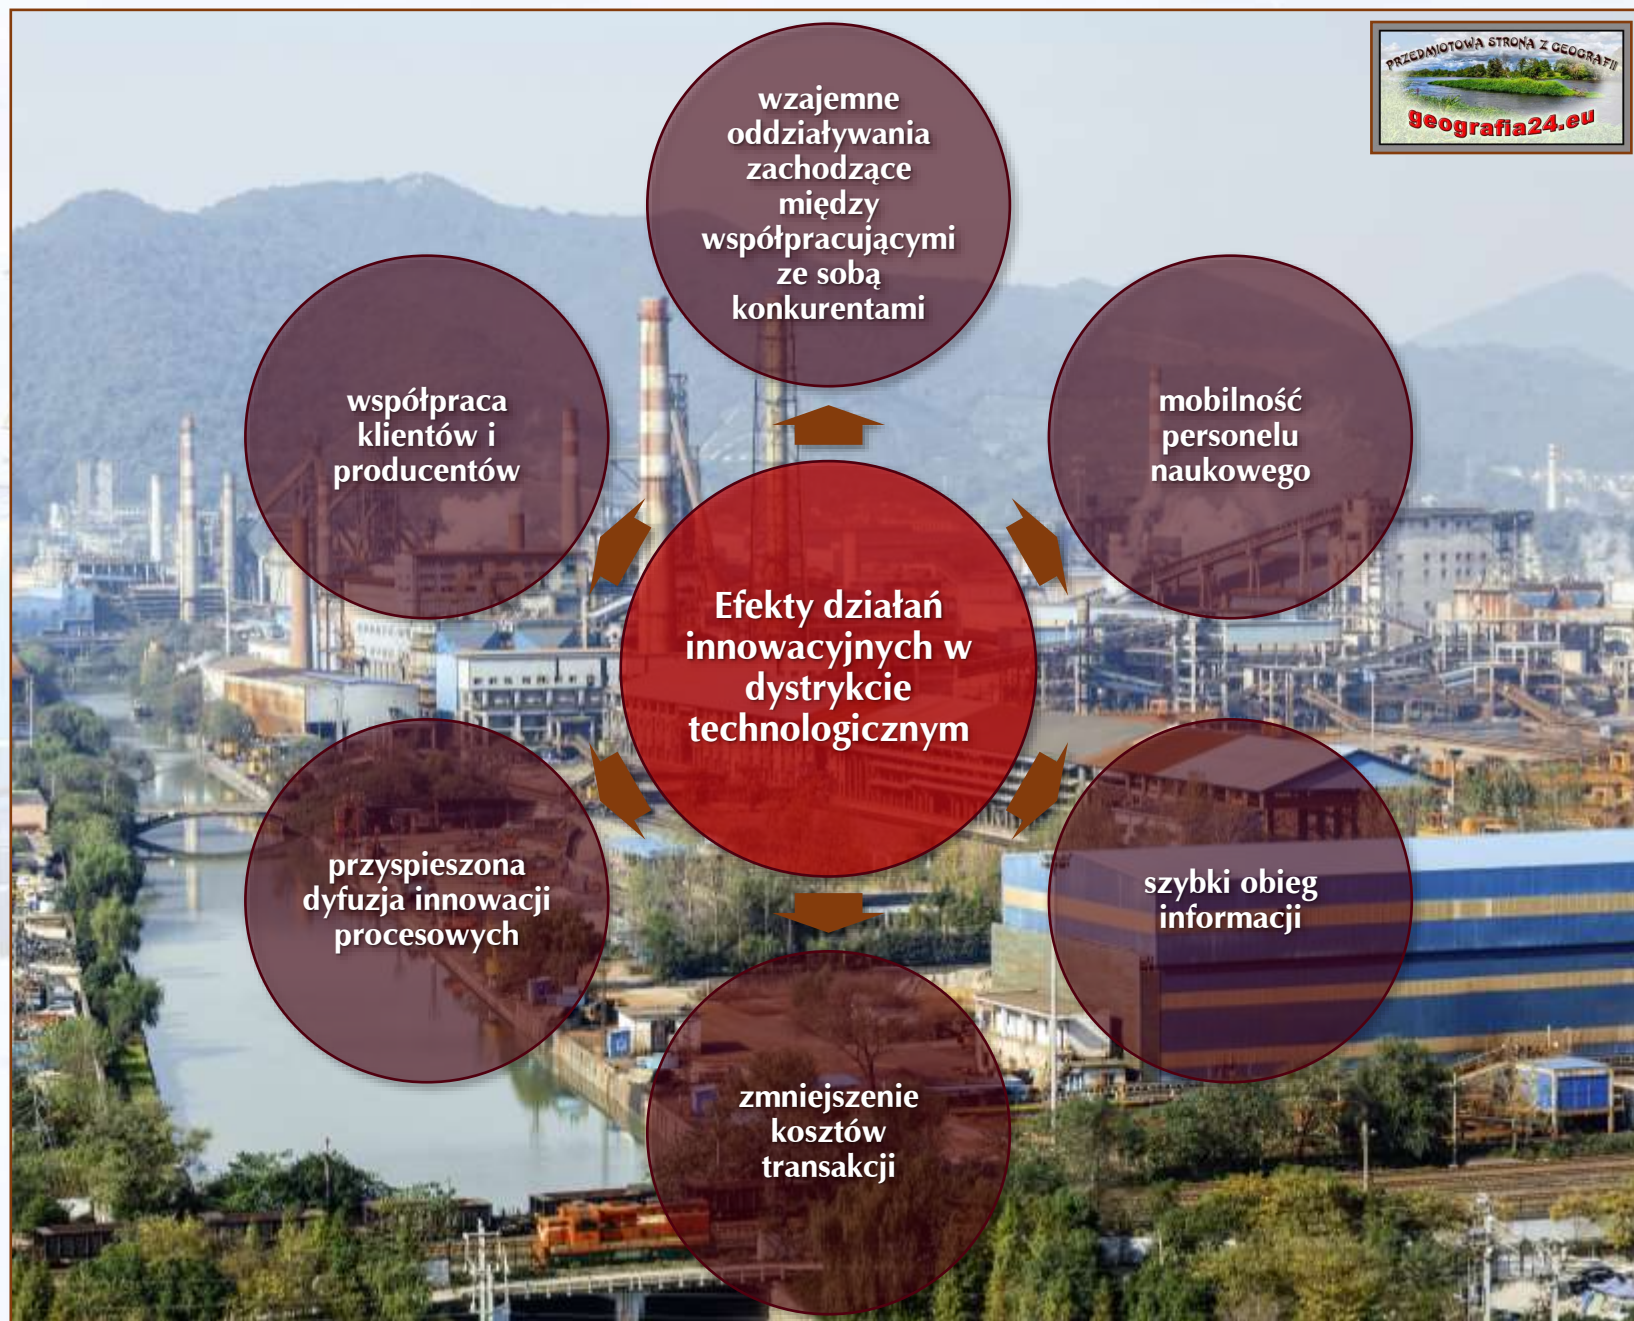 PRZEDMIOTOWA STRONA Z GEOGRAFII
geografia24.eu
wzajemne
oddziaływania
zachodzące
między
współpracującymi
ze sobą
konkurentami
mobilność
personelu
naukowego
szybki obieg
informacji
zmniejszenie
kosztów
transakcji
przyspieszona
dyfuzja innowacji
procesowych
współpraca
klientów i
producentów
Efekty działań
innowacyjnych w
dystrykcie
technologicznym